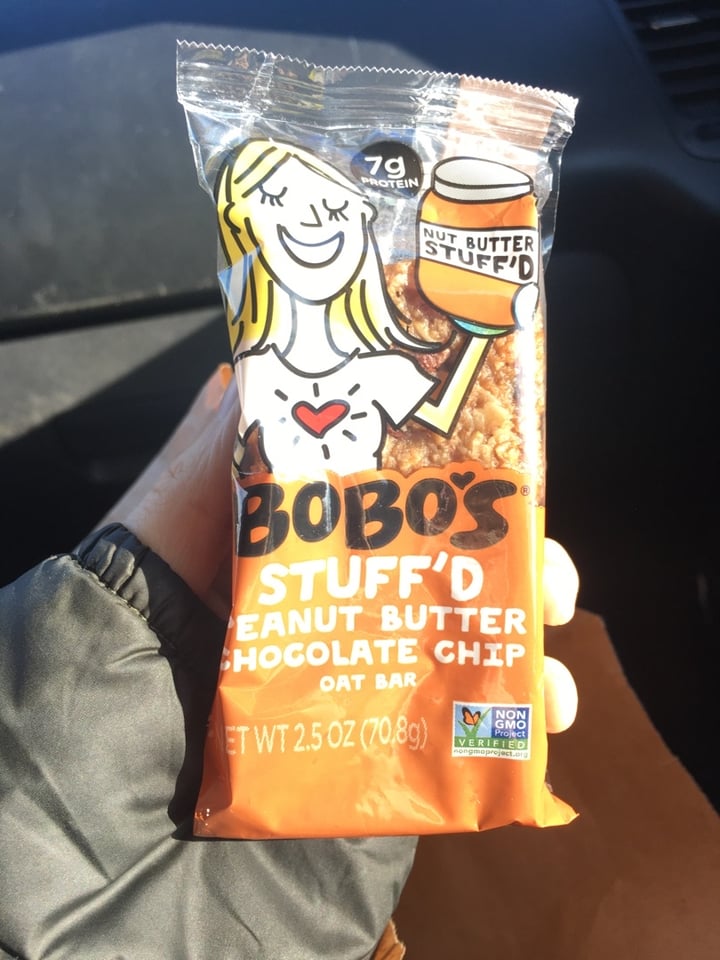 7g
PROTEIN
NUT BUTTER
STUFF'D
BOBO'S®
STUFF'D
EANUT BUTTER
CHOCOLATE CHIP
OAT BAR
ET WT 2.5 OZ (70.8g)
NON
GMO
Project
VERIFIED
nongmoproject.org